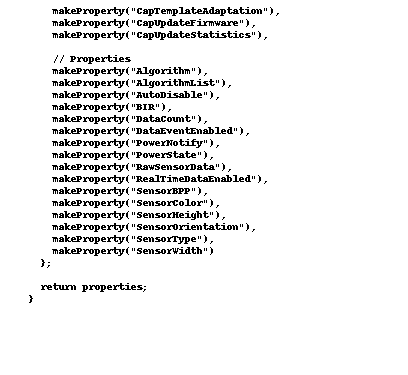 makeProperty("CapTemplateAdaptation"),
makeProperty("CapUpdateFirmware"),
makeProperty("CapUpdateStatistics"),
// Properties
makeProperty("Algorithm"),
makeProperty("AlgorithmList"),
makeProperty("AutoDisable"),
makeProperty("BIR"),
makeProperty("DataCount"),
makeProperty("DataEventEnabled"),
makeProperty("PowerNotify"),
makeProperty("PowerState"),
makeProperty("RawSensorData"),
makeProperty("RealTimeDataEnabled"),
makeProperty("SensorBPP"),
makeProperty("SensorColor"),
makeProperty("SensorHeight"),
makeProperty("SensorOrientation"),
makeProperty("SensorType"),
makeProperty("SensorWidth")
};
return properties;
}